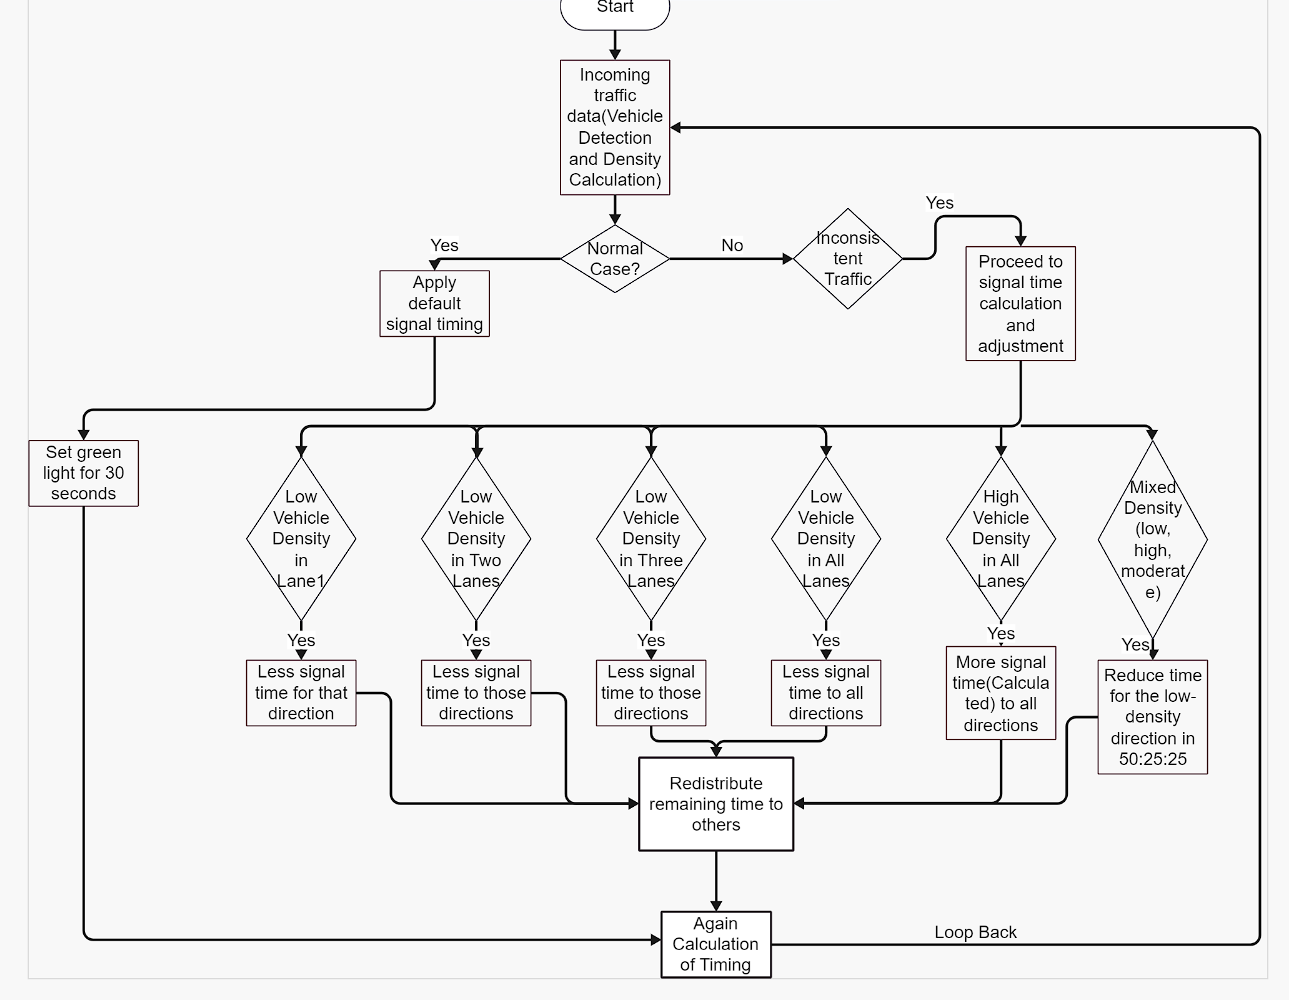 Start
Incoming
traffic
data(Vehicle
Detection
and Density
Calculation)
Yes
Normal
Case?
No
Inconsis
tent
Traffic
Yes
Proceed to
signal time
calculation
and
adjustment
Apply
default
signal timing
Set green
light for 30
seconds
Low
Vehicle
Density
in
Lane1
Low
Vehicle
Density
in Two
Lanes
Low
Vehicle
Density
in Three
Lanes
Low
Vehicle
Density
in All
Lanes
High
Vehicle
Density
in All
Lanes
Mixed
Density
(low,
high,
moderat
e)
Yes
Yes
Yes
Yes
Yes
Yes
Less signal
time for that
direction
Less signal
time to those
directions
Less signal
time to those
directions
Less signal
time to all
directions
More signal
time(Calcula
ted) to all
directions
Reduce time
for the low-
density
direction in
50:25:25
Redistribute
remaining time to
others
Again
Calculation
of Timing
Loop Back